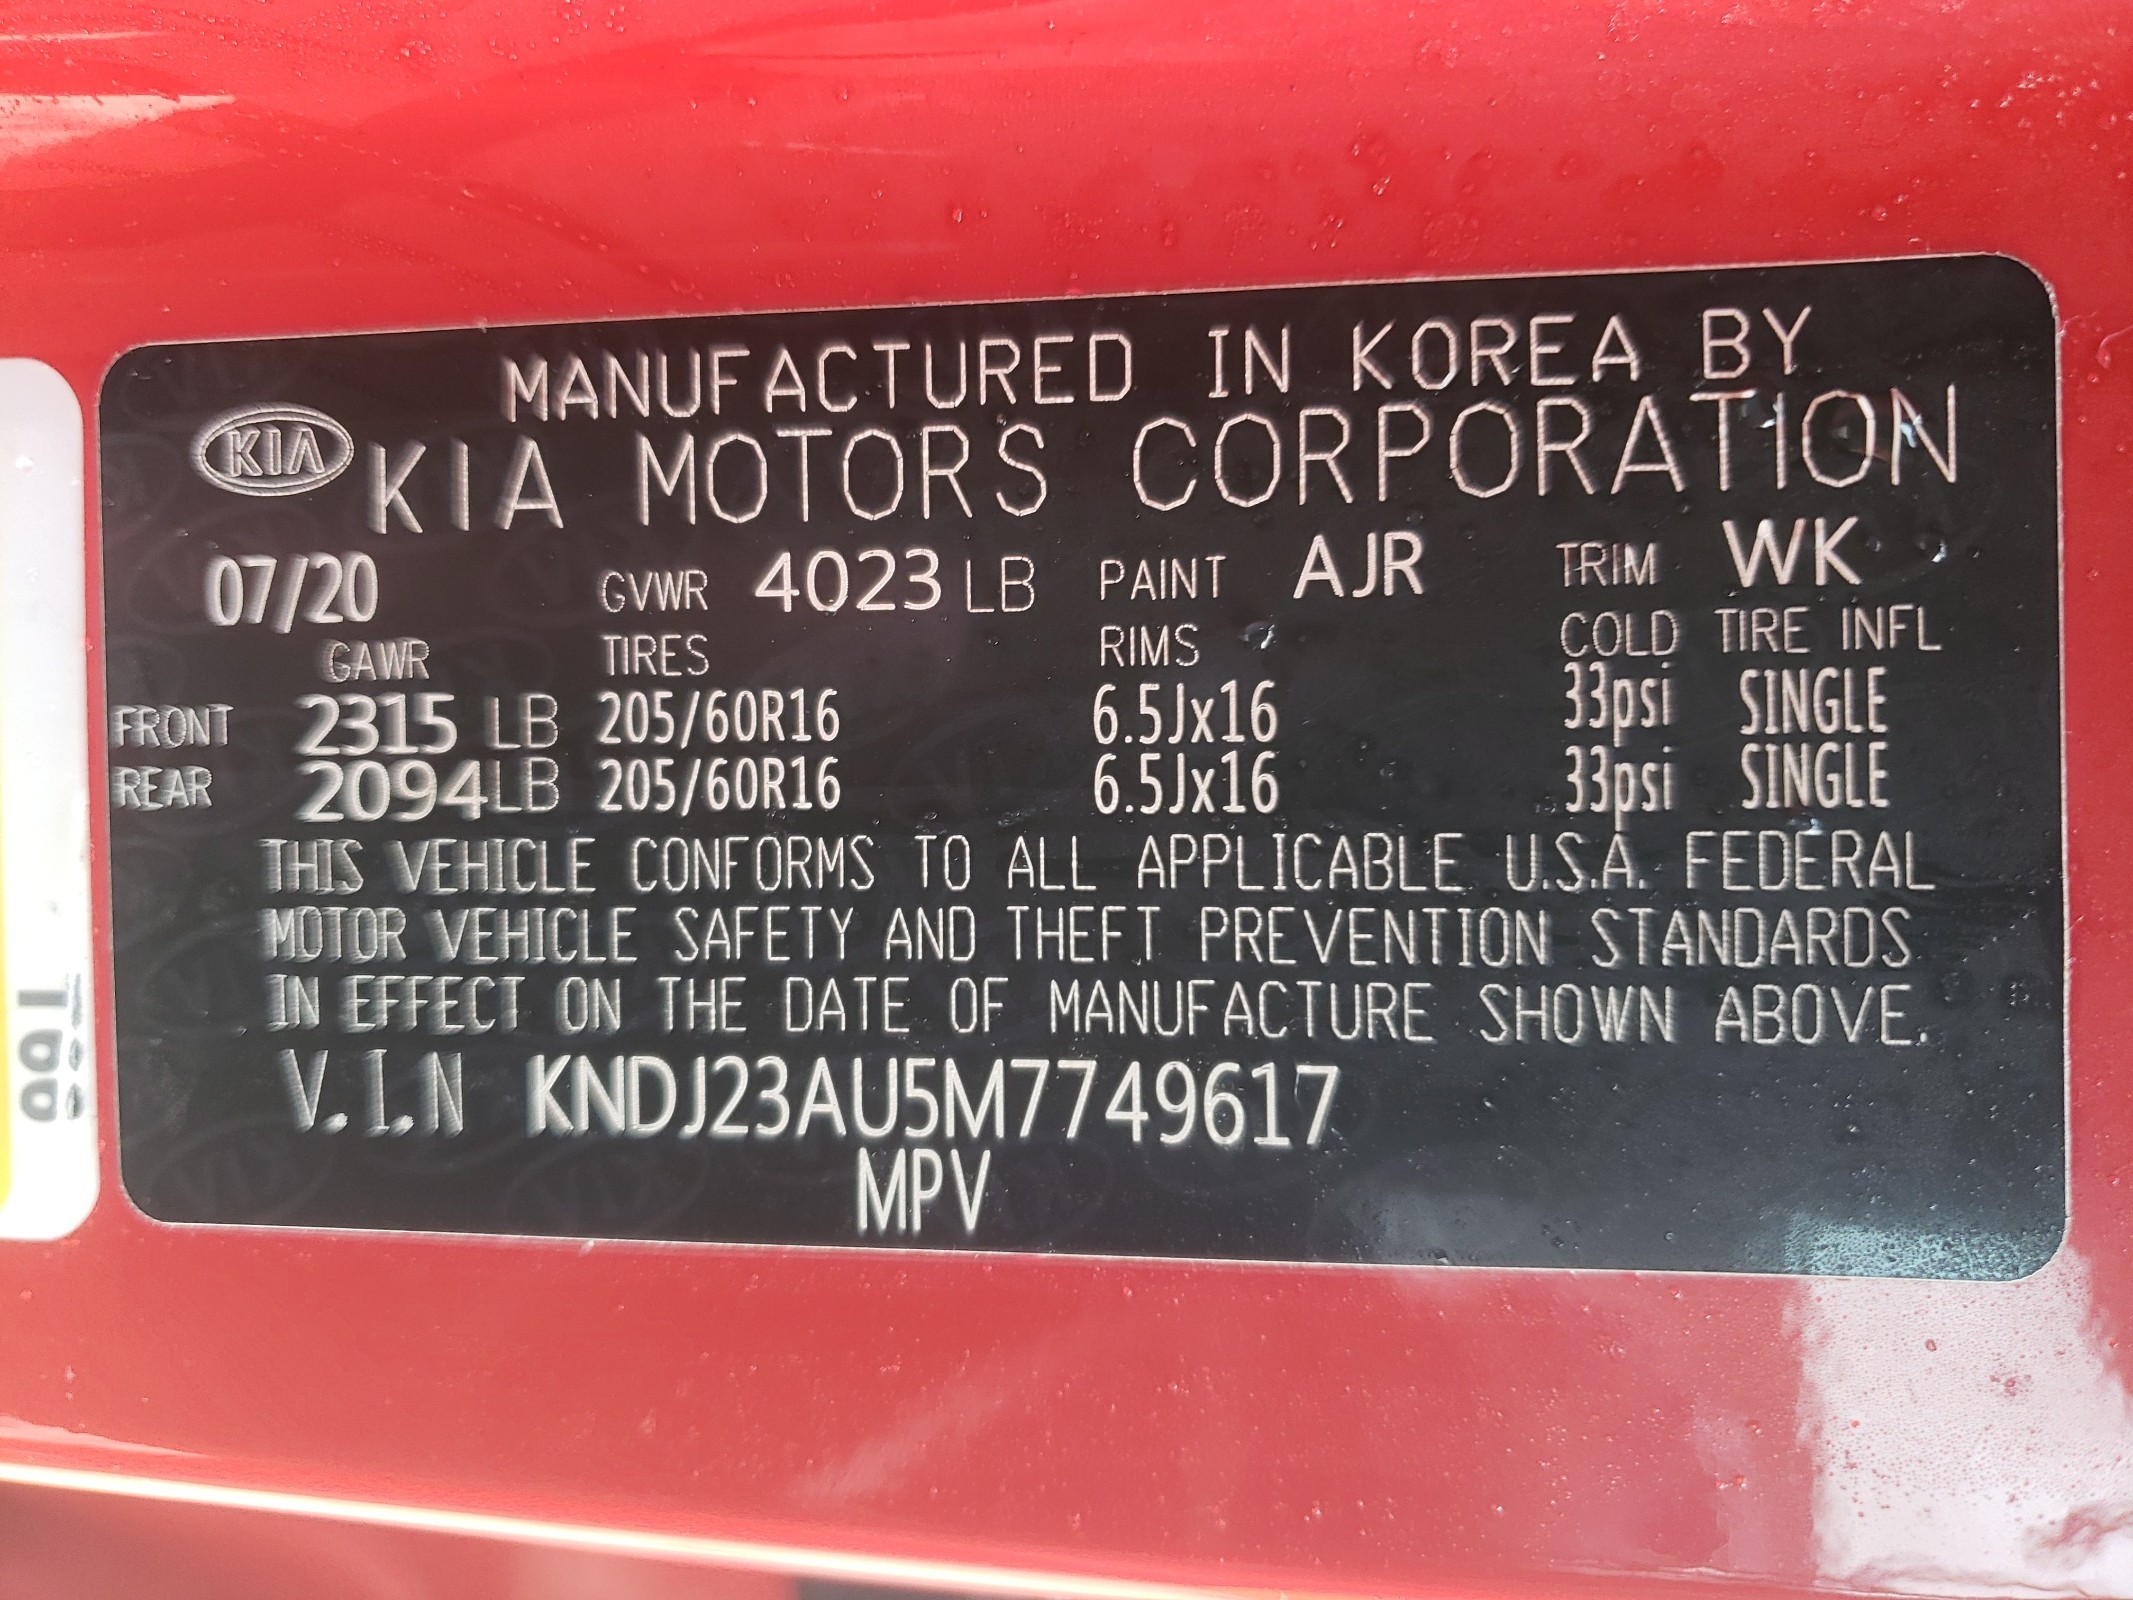 MANUFACTURED IN KOREA BY
KIA KIA MOTORS CORPORATION
07/20 GVWR 4023 LB PAINT AJR TRIM WK
GAWR TIRES RIMS COLD TIRE INFL
FRONT 2315 LB 205/60R16 6.5Jx16 33psi SINGLE
REAR 2094 LB 205/60R16 6.5Jx16 33psi SINGLE
THIS VEHICLE CONFORMS TO ALL APPLICABLE U.S.A. FEDERAL
MOTOR VEHICLE SAFETY AND THEFT PREVENTION STANDARDS
IN EFFECT ON THE DATE OF MANUFACTURE SHOWN ABOVE.
V.I.N KNDJ23AU5M7749617
MPV